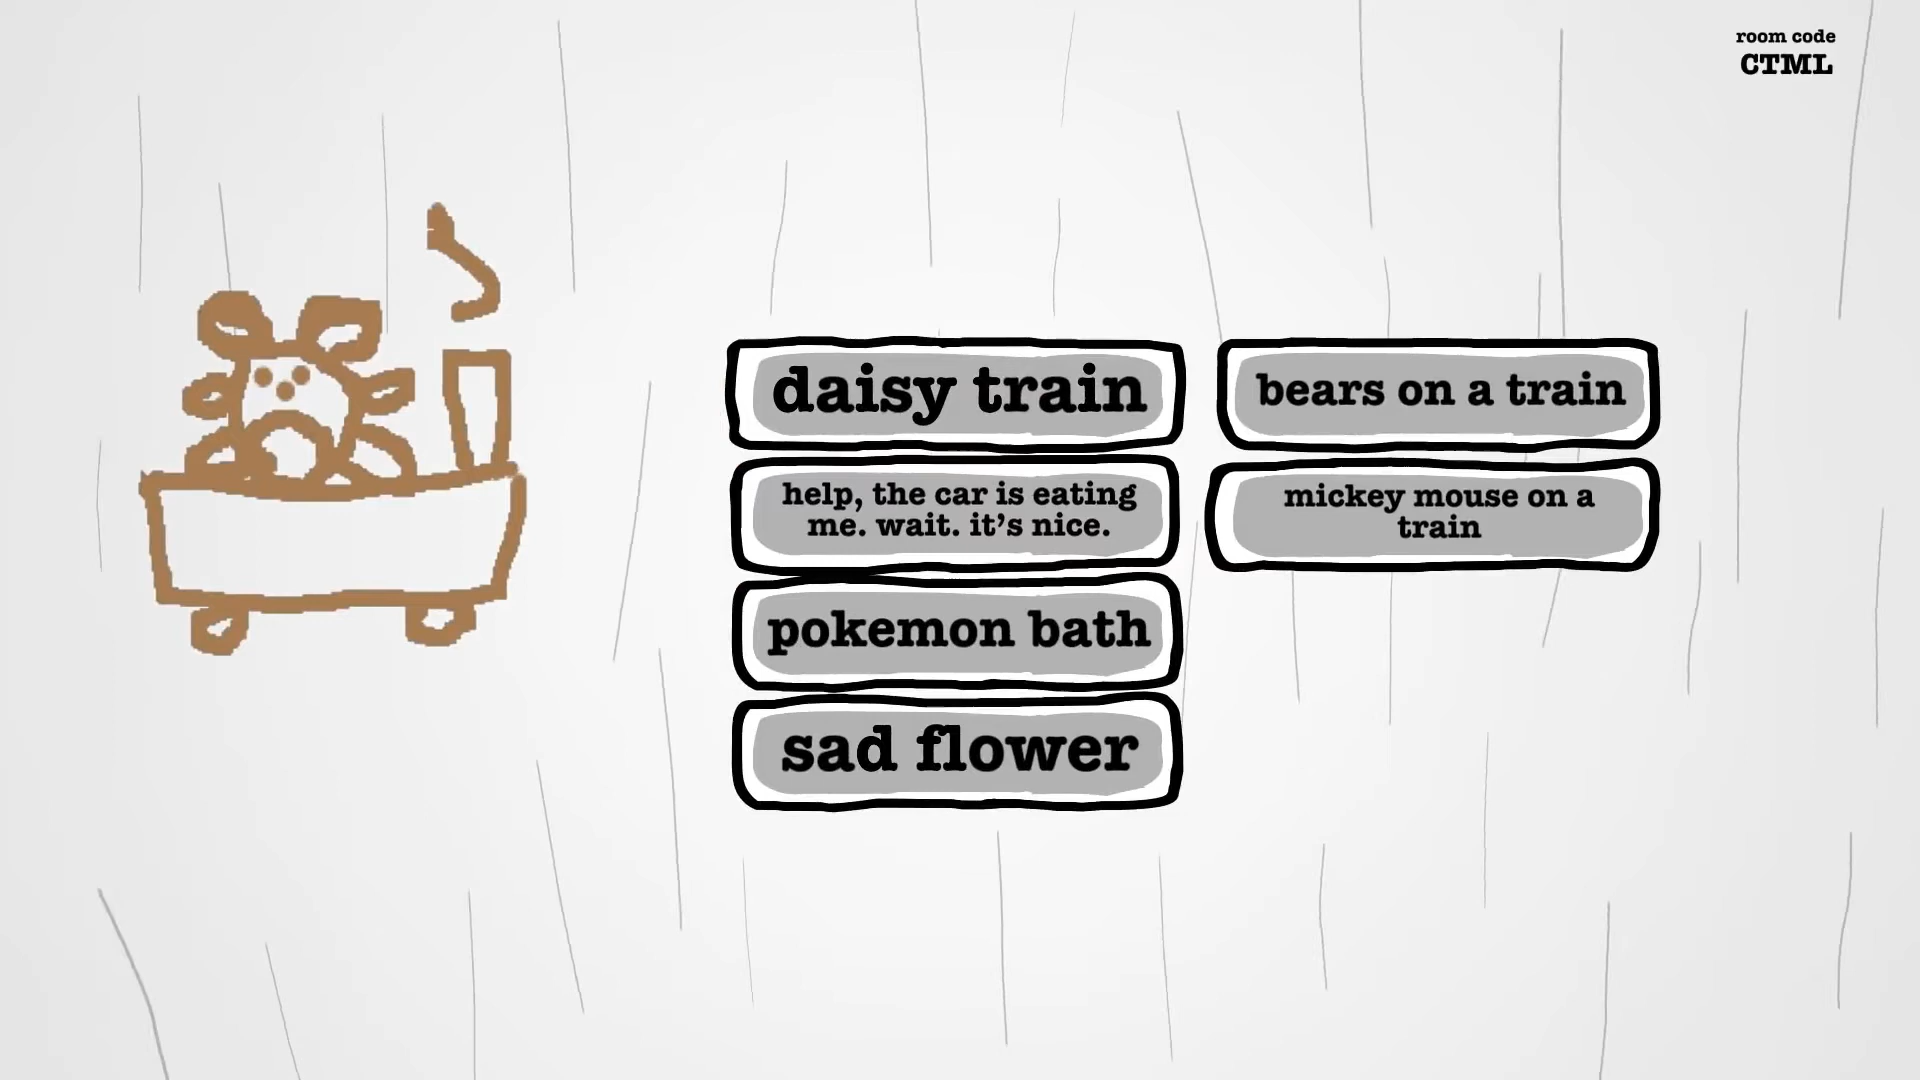 room code
CTML
daisy train
bears on a train
help, the car is eating
me. wait. it's nice.
mickey mouse on a
train
pokemon bath
sad flower